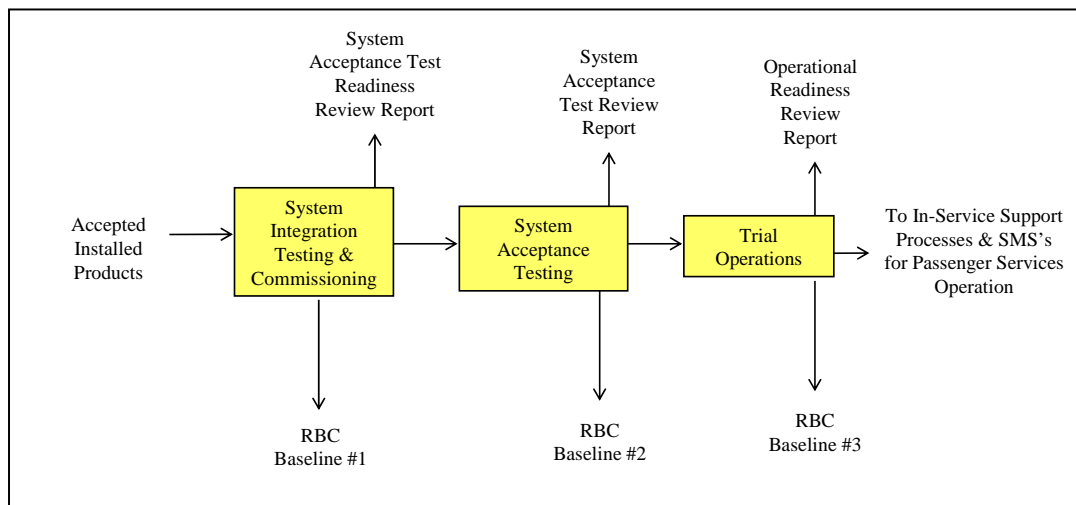 System
Acceptance Test
Readiness
Review Report
System
Acceptance
Test Review
Report
Operational
Readiness
Review
Report
Accepted
Installed
Products
System
Integration
Testing &
Commissioning
System
Acceptance
Testing
Trial
Operations
To In-Service Support
Processes & SMS's
for Passenger Services
Operation
RBC
Baseline #1
RBC
Baseline #2
RBC
Baseline #3